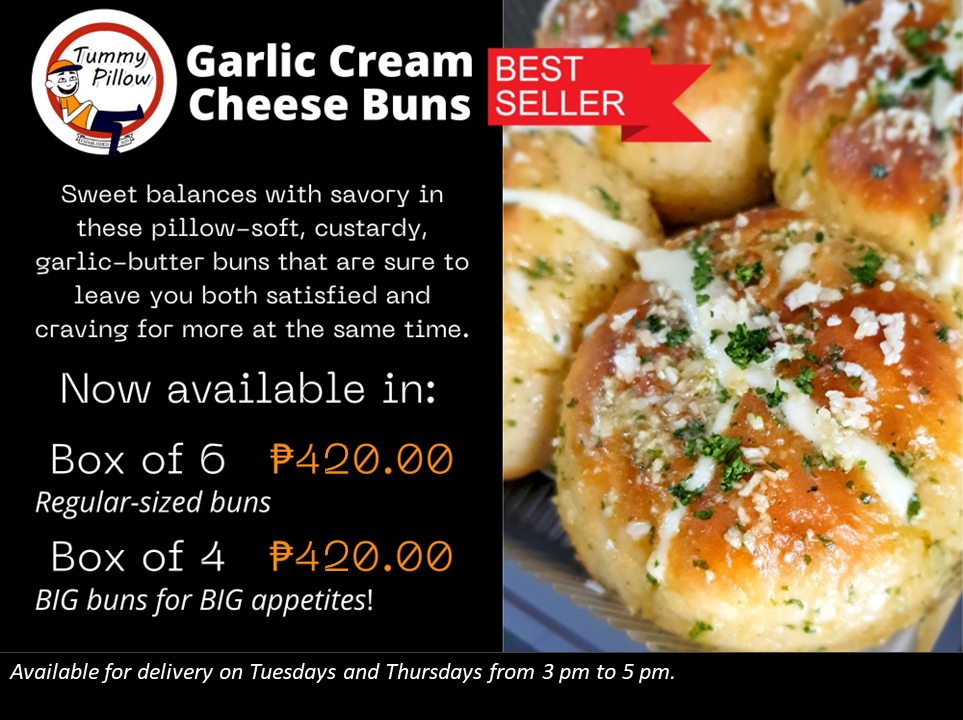 Tummy
Pillow
Garlic Cream
Cheese Buns
BEST
SELLER
Sweet balances with savory in
these pillow-soft, custardy,
garlic-butter buns that are sure to
leave you both satisfied and
craving for more at the same time.
Now available in:
Box of 6 ₱420.00
Regular-sized buns
Box of 4 ₱420.00
BIG buns for BIG appetites!
Available for delivery on Tuesdays and Thursdays from 3 pm to 5 pm.